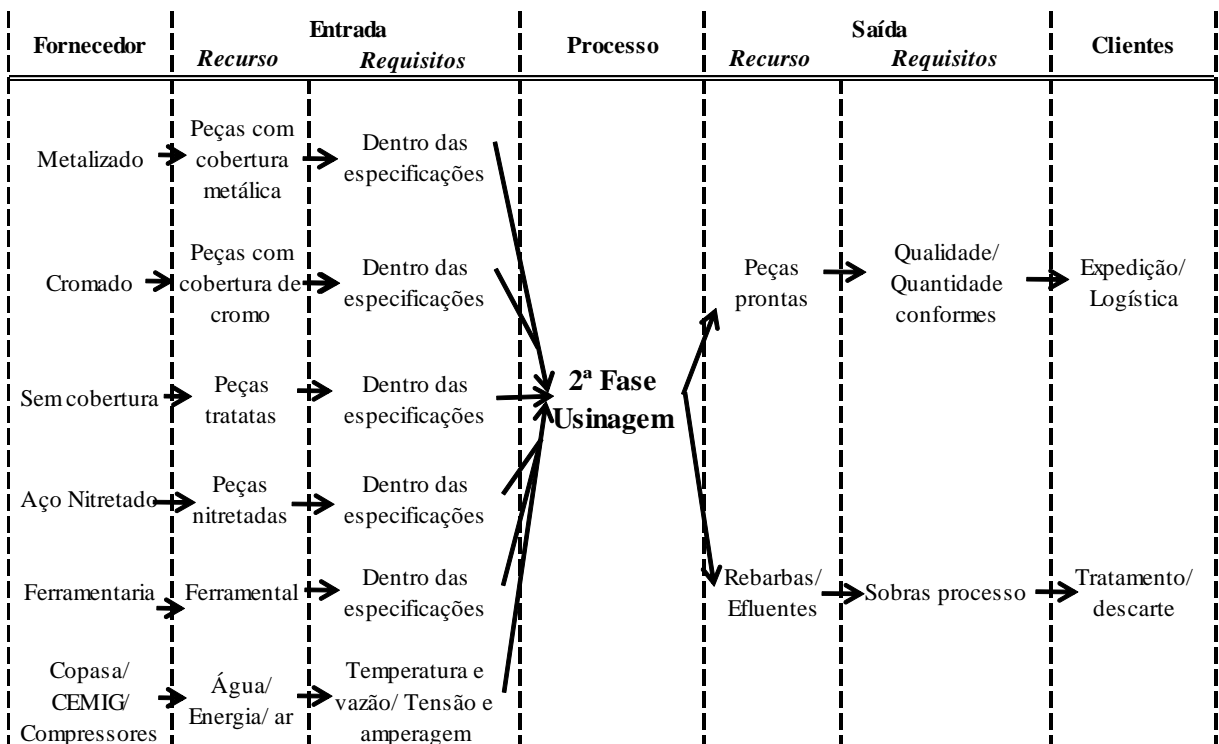 Fornecedor
Entrada
Recurso
Requisitos
Processo
Saída
Recurso
Requisitos
Clientes
Metalizado
Peças com
cobertura
metálica
Dentro das
especificações
Cromado
Peças com
cobertura de
cromo
Dentro das
especificações
Sem cobertura
Peças
tratatas
Dentro das
especificações
Aço Nitretado
Peças
nitretadas
Dentro das
especificações
Ferramentaria
Ferramental
Dentro das
especificações
Copasa/
CEMIG/
Compressores
Água/
Energia/ ar
Temperatura e
vazão/ Tensão e
amperagem
2ª Fase
Usinagem
Peças
prontas
Qualidade/
Quantidade
conformes
Expedição/
Logística
Rebarbas/
Efluentes
Sobras processo
Tratamento/
descarte